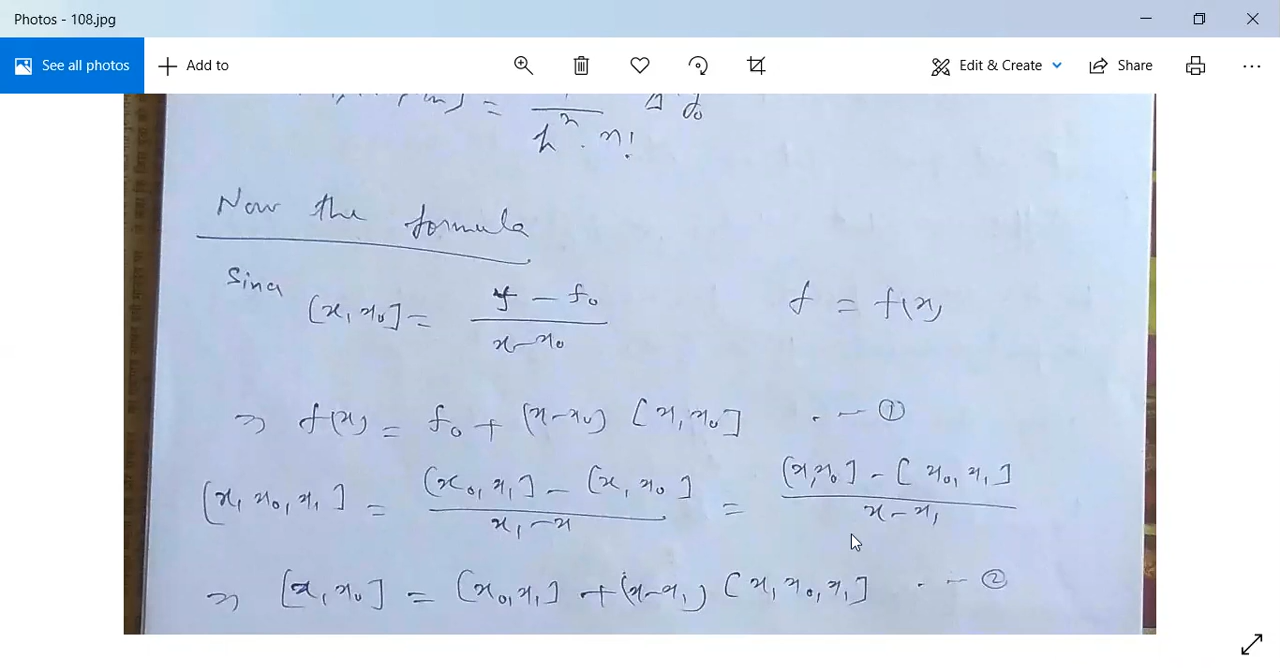 Photos - 108.jpg
See all photos
Add to
Edit & Create
Share
= Δ y₀
hⁿ · n!
Now the formula
[x, x₀] = (f − f₀) / (x − x₀) f = f(x)
⇒ f(x) = f₀ + (x−x₀) [x, x₀] . — ①
[x, x₀, x₁] = ([x₀, x₁] − [x, x₀]) / (x₁ − x) = ([x, x₀] − [x₀, x₁]) / (x − x₁)
⇒ [x, x₀] = [x₀, x₁] + (x−x₁) [x, x₀, x₁] . — ②